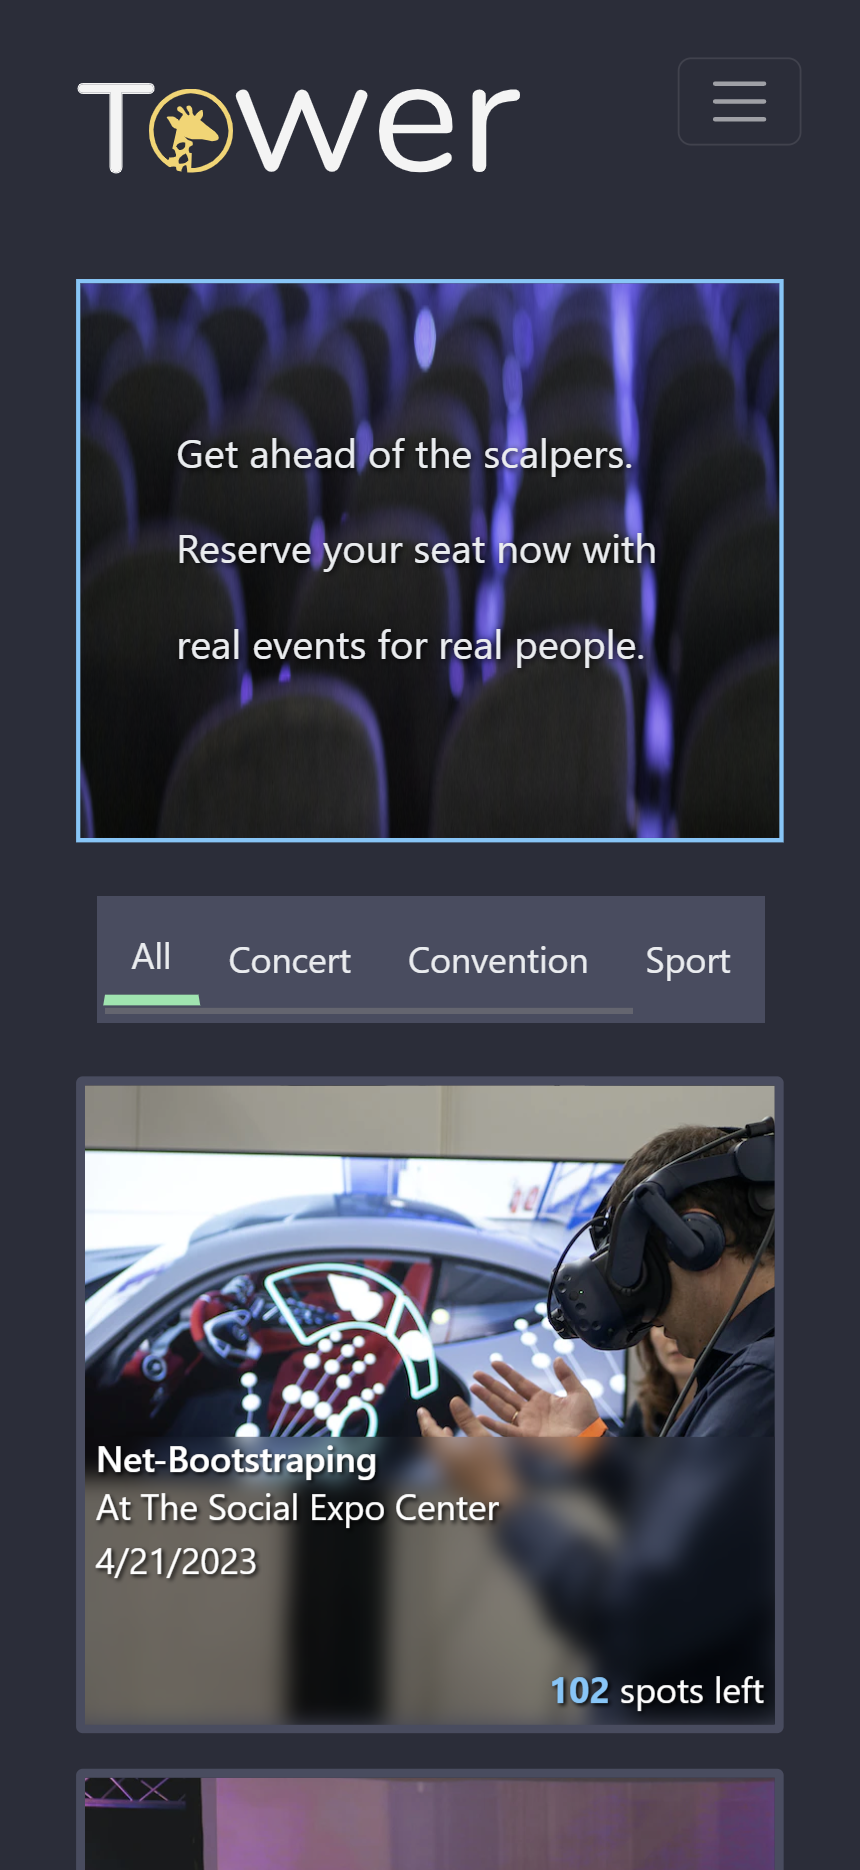 Tower
Get ahead of the scalpers.
Reserve your seat now with
real events for real people.
All Concert Convention Sport
Net-Bootstraping
At The Social Expo Center
4/21/2023
102 spots left